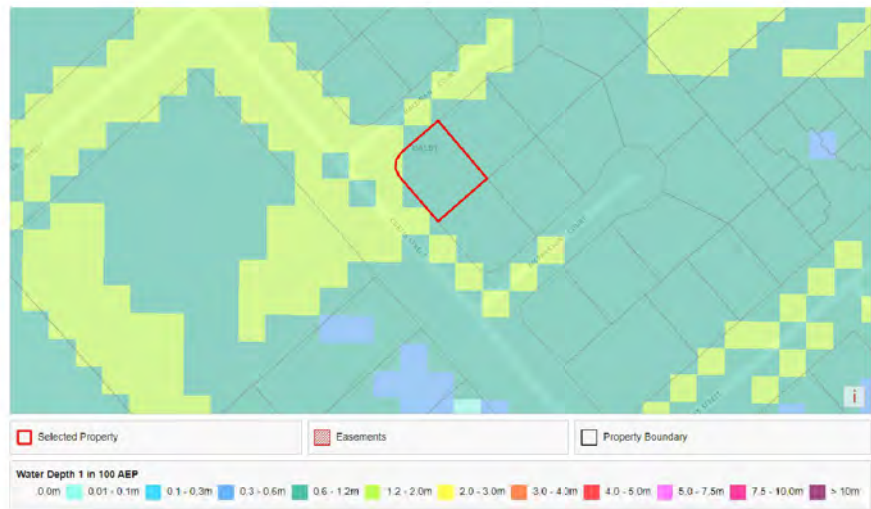 DALBY
COURT
Selected Property
Easements
Property Boundary
Water Depth 1 in 100 AEP
0.0m 0.01 - 0.1m 0.1 - 0.3m 0.3 - 0.6m 0.6 - 1.2m 1.2 - 2.0m 2.0 - 3.0m 3.0 - 4.0m 4.0 - 5.0m 5.0 - 7.5m 7.5 - 10.0m > 10m